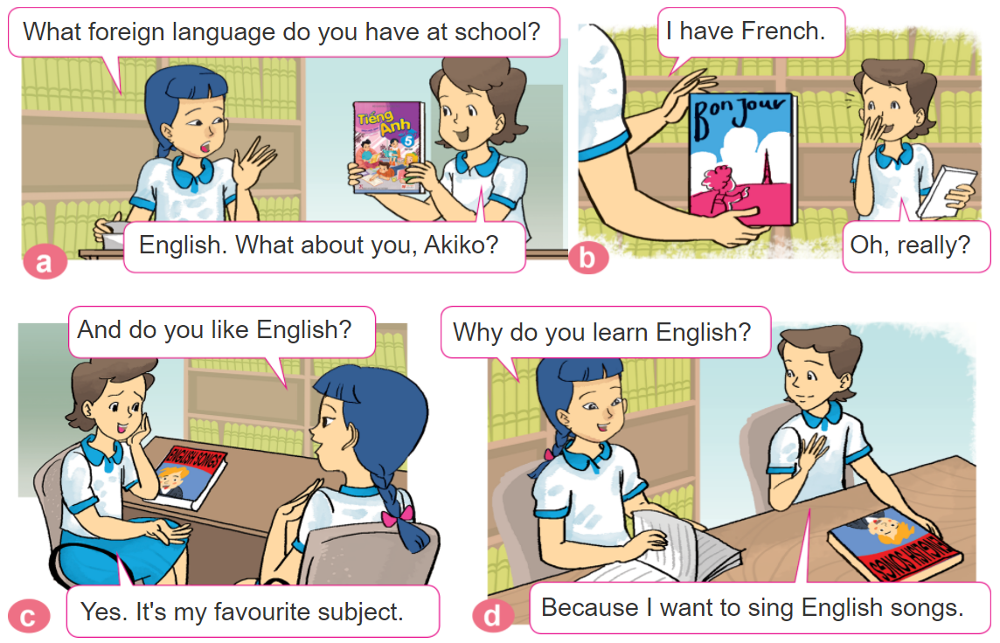 What foreign language do you have at school?
Tiếng
Anh
5
English. What about you, Akiko?
a
I have French.
Bonjour
Oh, really?
b
And do you like English?
ENGLISH SONGS
Yes. It's my favourite subject.
c
Why do you learn English?
ENGLISH SONGS
Because I want to sing English songs.
d